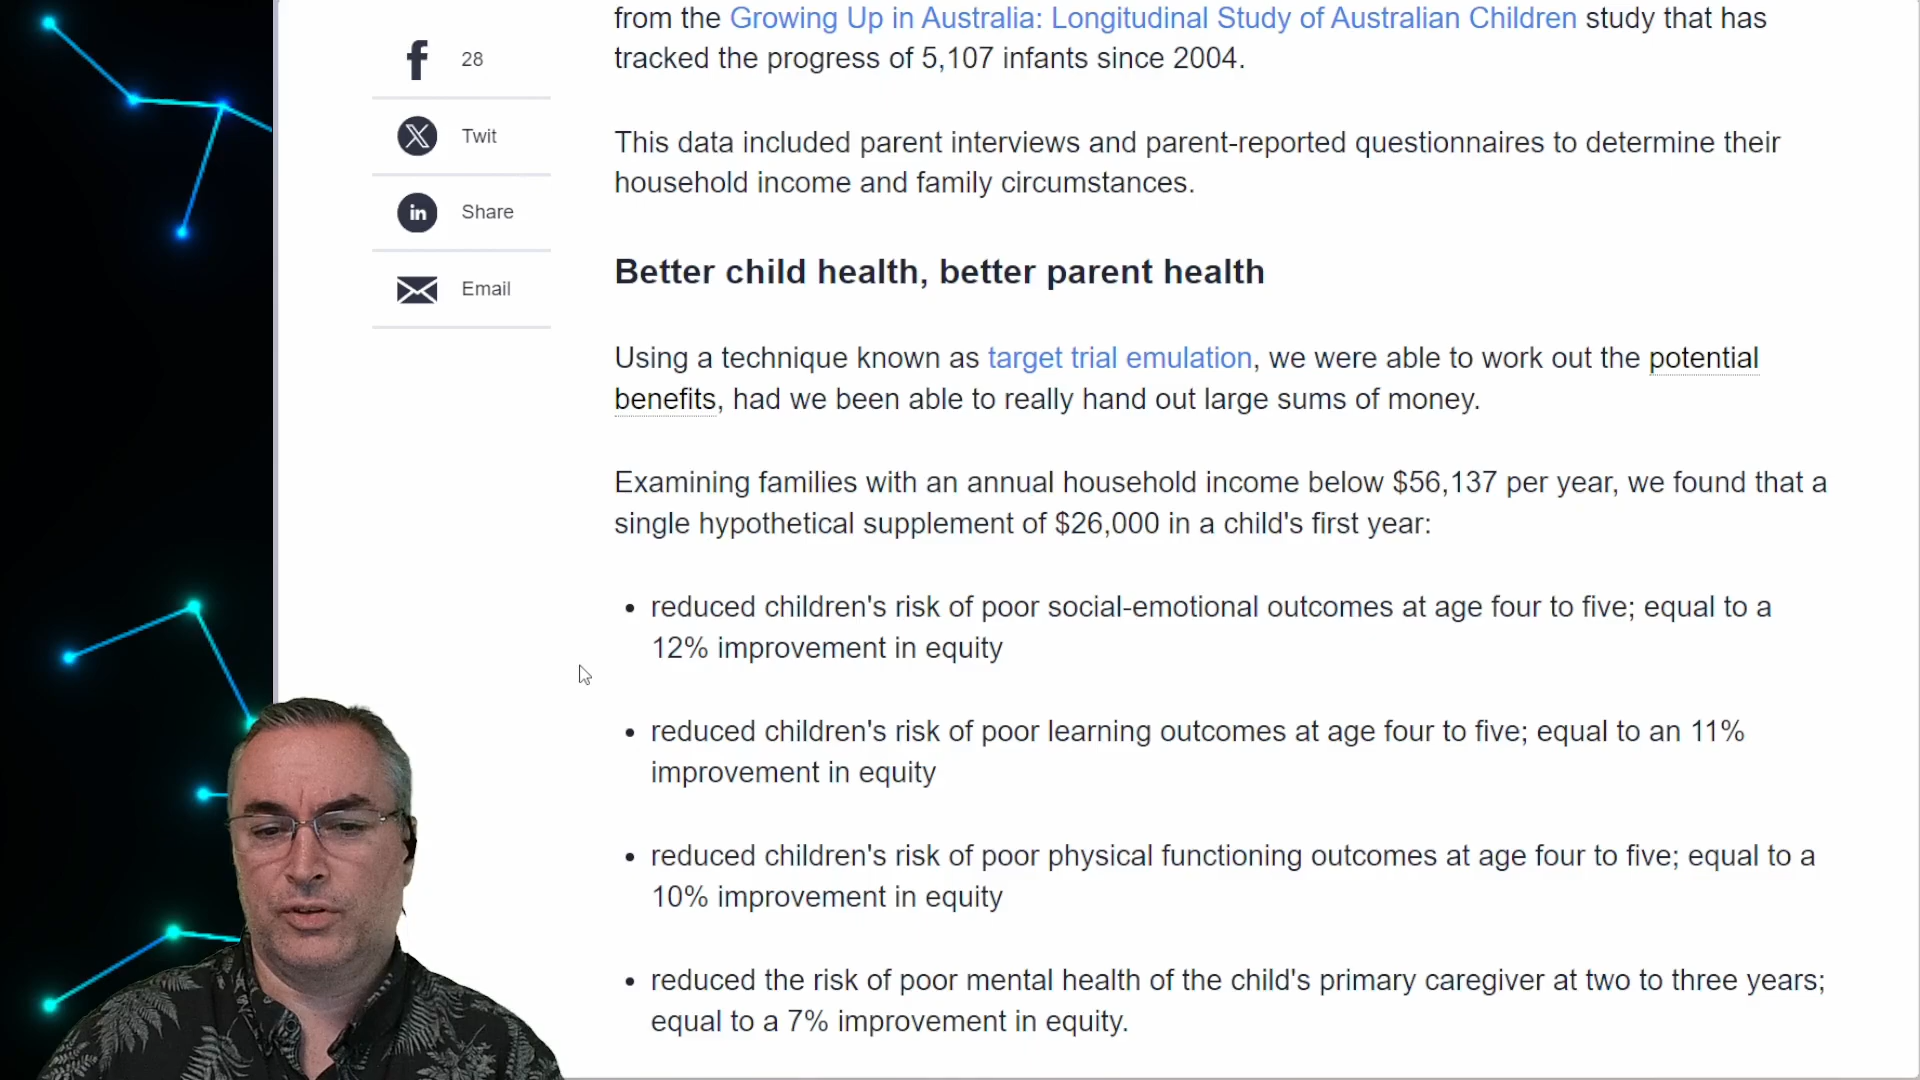 from the Growing Up in Australia: Longitudinal Study of Australian Children study that has
tracked the progress of 5,107 infants since 2004.
28
Twit
Share
Email
This data included parent interviews and parent-reported questionnaires to determine their
household income and family circumstances.
Better child health, better parent health
Using a technique known as target trial emulation, we were able to work out the potential
benefits, had we been able to really hand out large sums of money.
Examining families with an annual household income below $56,137 per year, we found that a
single hypothetical supplement of $26,000 in a child's first year:
• reduced children's risk of poor social-emotional outcomes at age four to five; equal to a
12% improvement in equity
• reduced children's risk of poor learning outcomes at age four to five; equal to an 11%
improvement in equity
• reduced children's risk of poor physical functioning outcomes at age four to five; equal to a
10% improvement in equity
• reduced the risk of poor mental health of the child's primary caregiver at two to three years;
equal to a 7% improvement in equity.